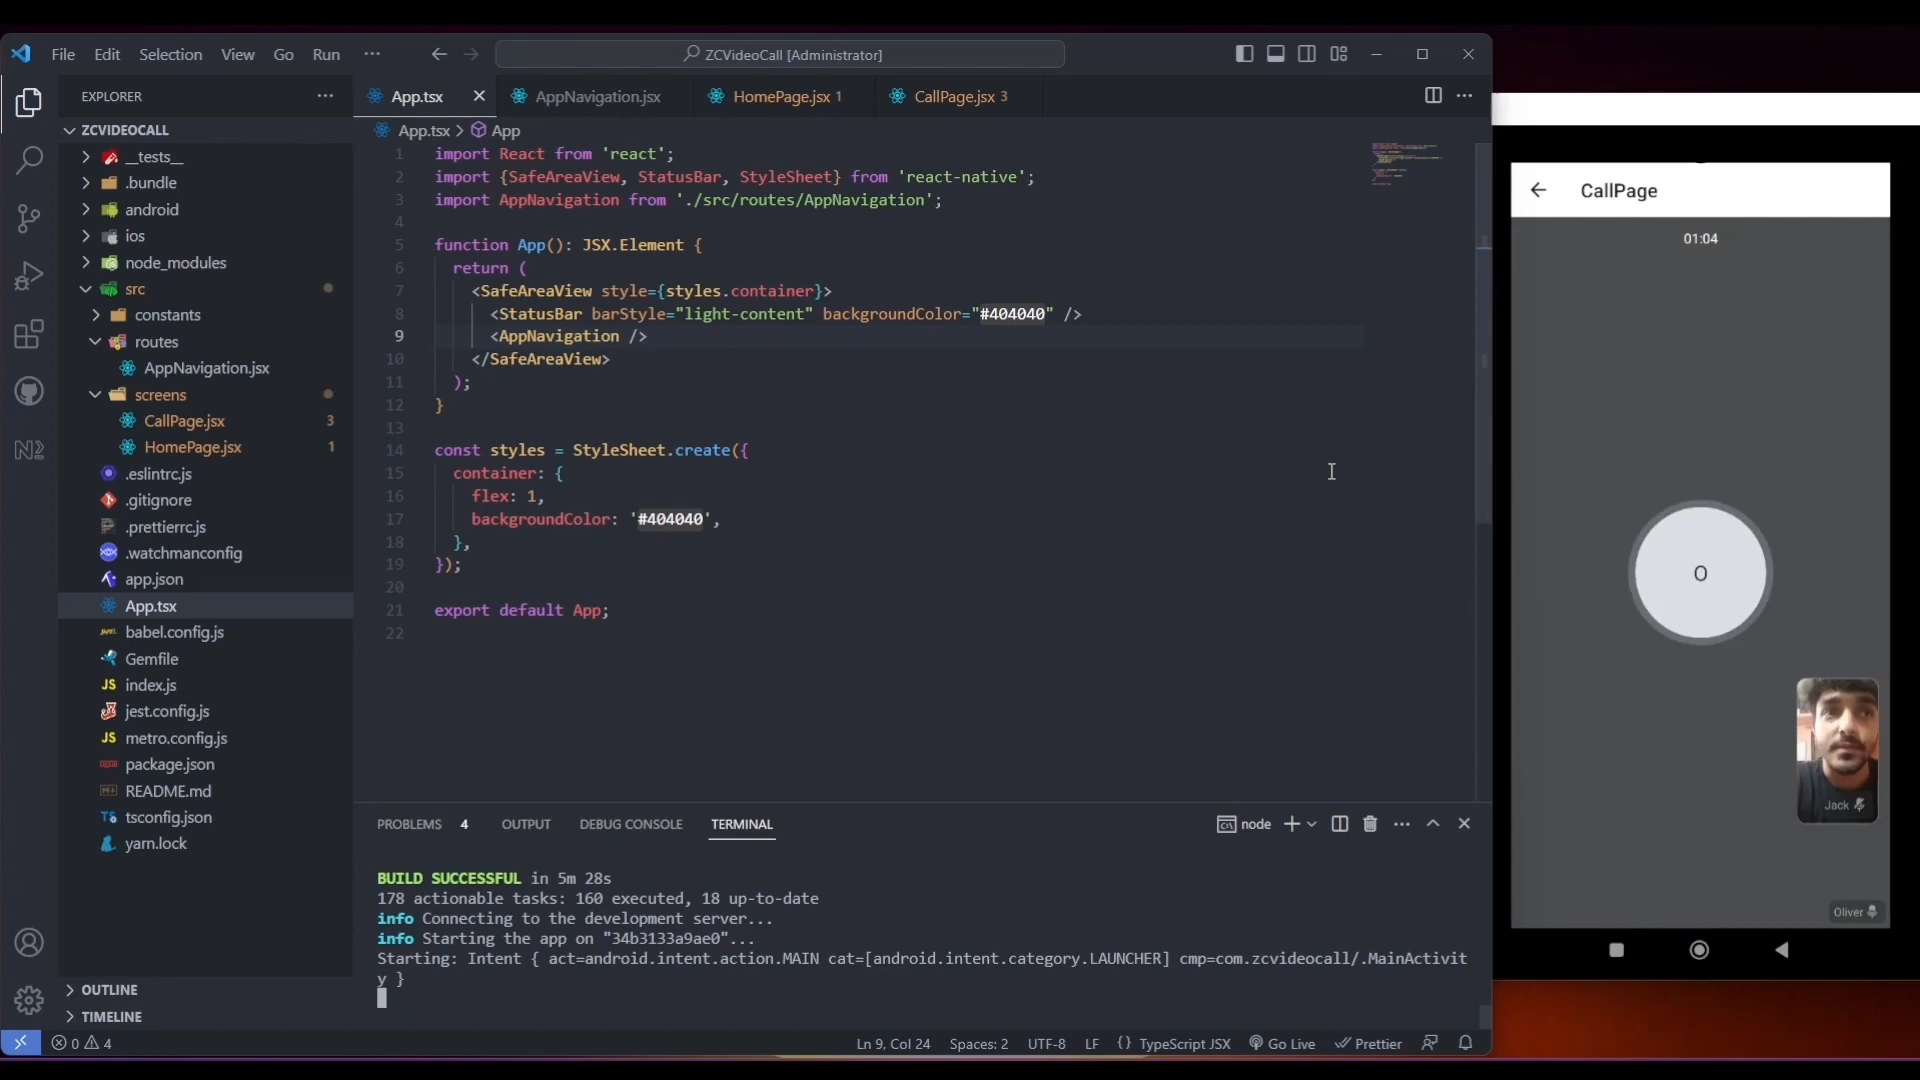 File Edit Selection View Go Run ···
ZCVideoCall [Administrator]
EXPLORER ···
ZCVIDEOCALL
__tests__
.bundle
android
ios
node_modules
src
constants
routes
AppNavigation.jsx
screens
CallPage.jsx 3
HomePage.jsx 1
.eslintrc.js
.gitignore
.prettierrc.js
.watchmanconfig
app.json
App.tsx
babel.config.js
Gemfile
JS index.js
jest.config.js
JS metro.config.js
package.json
README.md
TS tsconfig.json
yarn.lock
OUTLINE
TIMELINE
App.tsx AppNavigation.jsx HomePage.jsx 1 CallPage.jsx 3
App.tsx > App
1 import React from 'react';
2 import {SafeAreaView, StatusBar, StyleSheet} from 'react-native';
3 import AppNavigation from './src/routes/AppNavigation';
4
5 function App(): JSX.Element {
6 return (
7 <SafeAreaView style={styles.container}>
8 <StatusBar barStyle="light-content" backgroundColor="#404040" />
9 <AppNavigation />
10 </SafeAreaView>
11 );
12 }
13
14 const styles = StyleSheet.create({
15 container: {
16 flex: 1,
17 backgroundColor: '#404040',
18 },
19 });
20
21 export default App;
22
PROBLEMS 4 OUTPUT DEBUG CONSOLE TERMINAL
node
BUILD SUCCESSFUL in 5m 28s
178 actionable tasks: 160 executed, 18 up-to-date
info Connecting to the development server...
info Starting the app on "34b3133a9ae0"...
Starting: Intent { act=android.intent.action.MAIN cat=[android.intent.category.LAUNCHER] cmp=com.zcvideocall/.MainActivit
y }
0 4
Ln 9, Col 24 Spaces: 2 UTF-8 LF {} TypeScript JSX Go Live Prettier
CallPage
01:04
O
Jack
Oliver